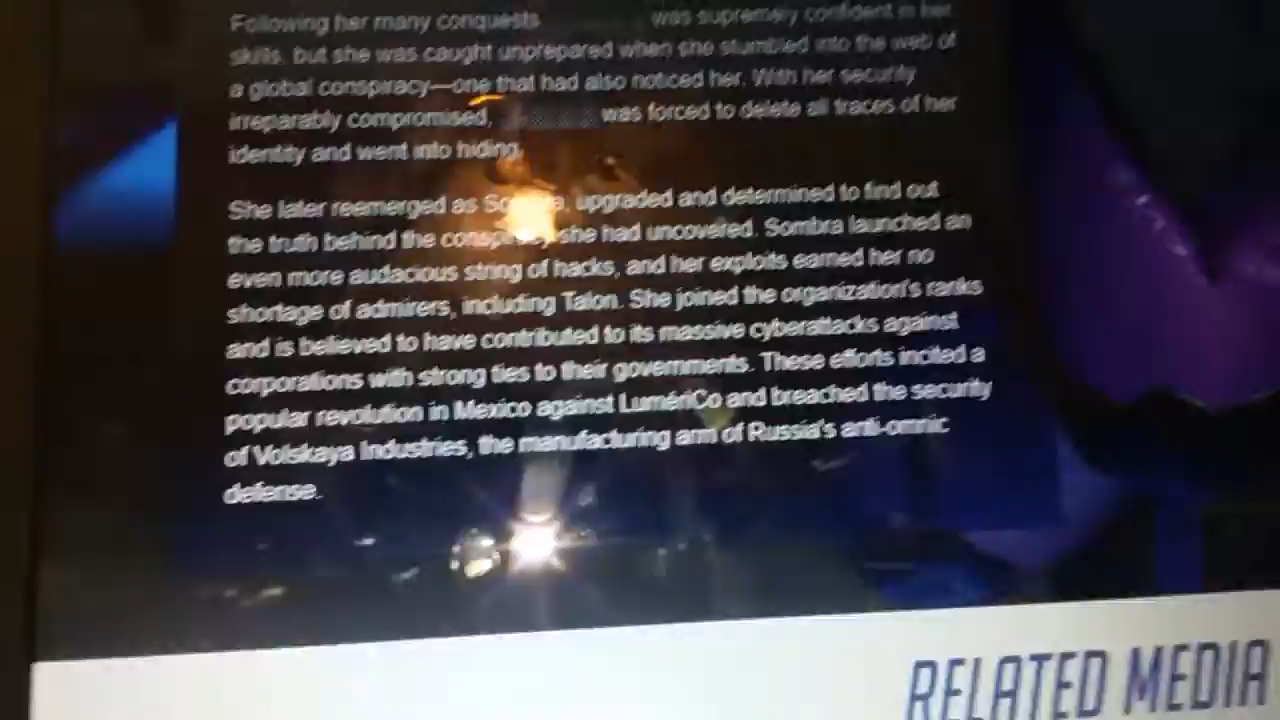 Following her many conquests was supremely confident in her
skills, but she was caught unprepared when she stumbled into the web of
a global conspiracy—one that had also noticed her. With her security
irreparably compromised, was forced to delete all traces of her
identity and went into hiding.
She later reemerged as Sombra, upgraded and determined to find out
the truth behind the conspiracy she had uncovered. Sombra launched an
even more audacious string of hacks, and her exploits earned her no
shortage of admirers, including Talon. She joined the organization's ranks
and is believed to have contributed to its massive cyberattacks against
corporations with strong ties to their governments. These efforts incited a
popular revolution in Mexico against LumériCo and breached the security
of Volskaya Industries, the manufacturing arm of Russia's anti-omnic
defense.
RELATED MEDIA